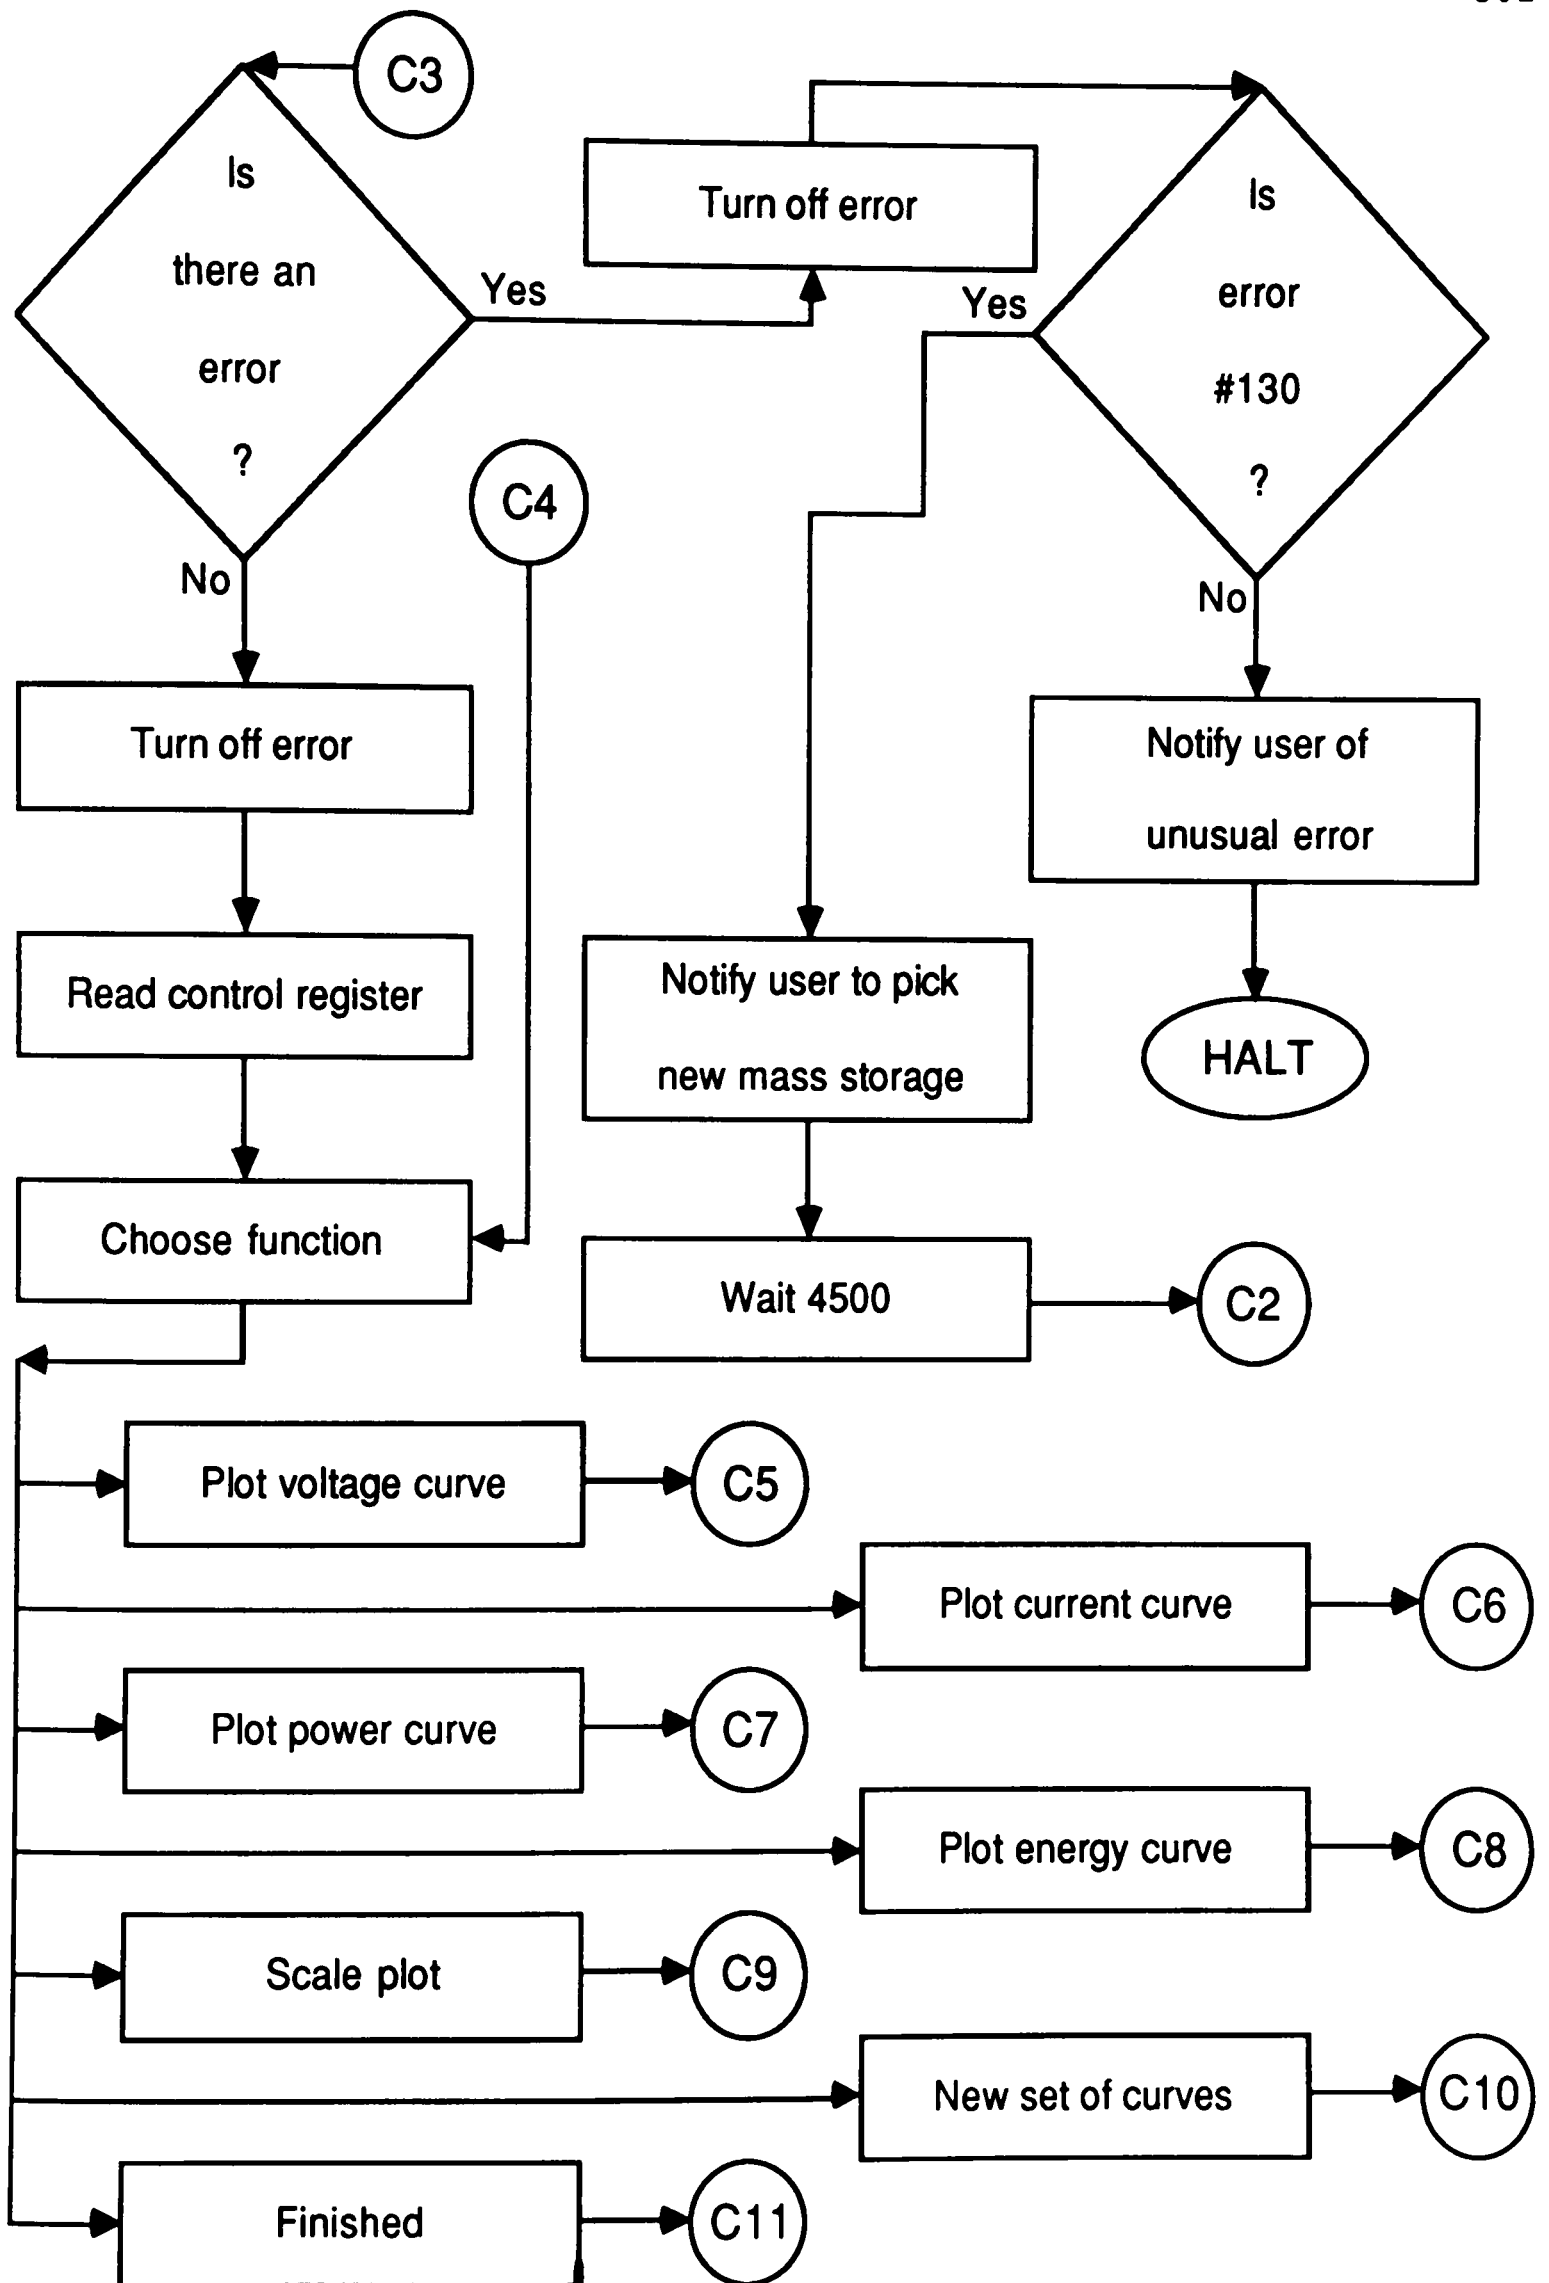 C3
Is
there an
error
?
Yes
No
Turn off error
Is
error
#130
?
Yes
No
C4
Turn off error
Notify user of
unusual error
Read control register
Notify user to pick
new mass storage
HALT
Choose function
Wait 4500
C2
Plot voltage curve
C5
Plot current curve
C6
Plot power curve
C7
Plot energy curve
C8
Scale plot
C9
New set of curves
C10
Finished
C11